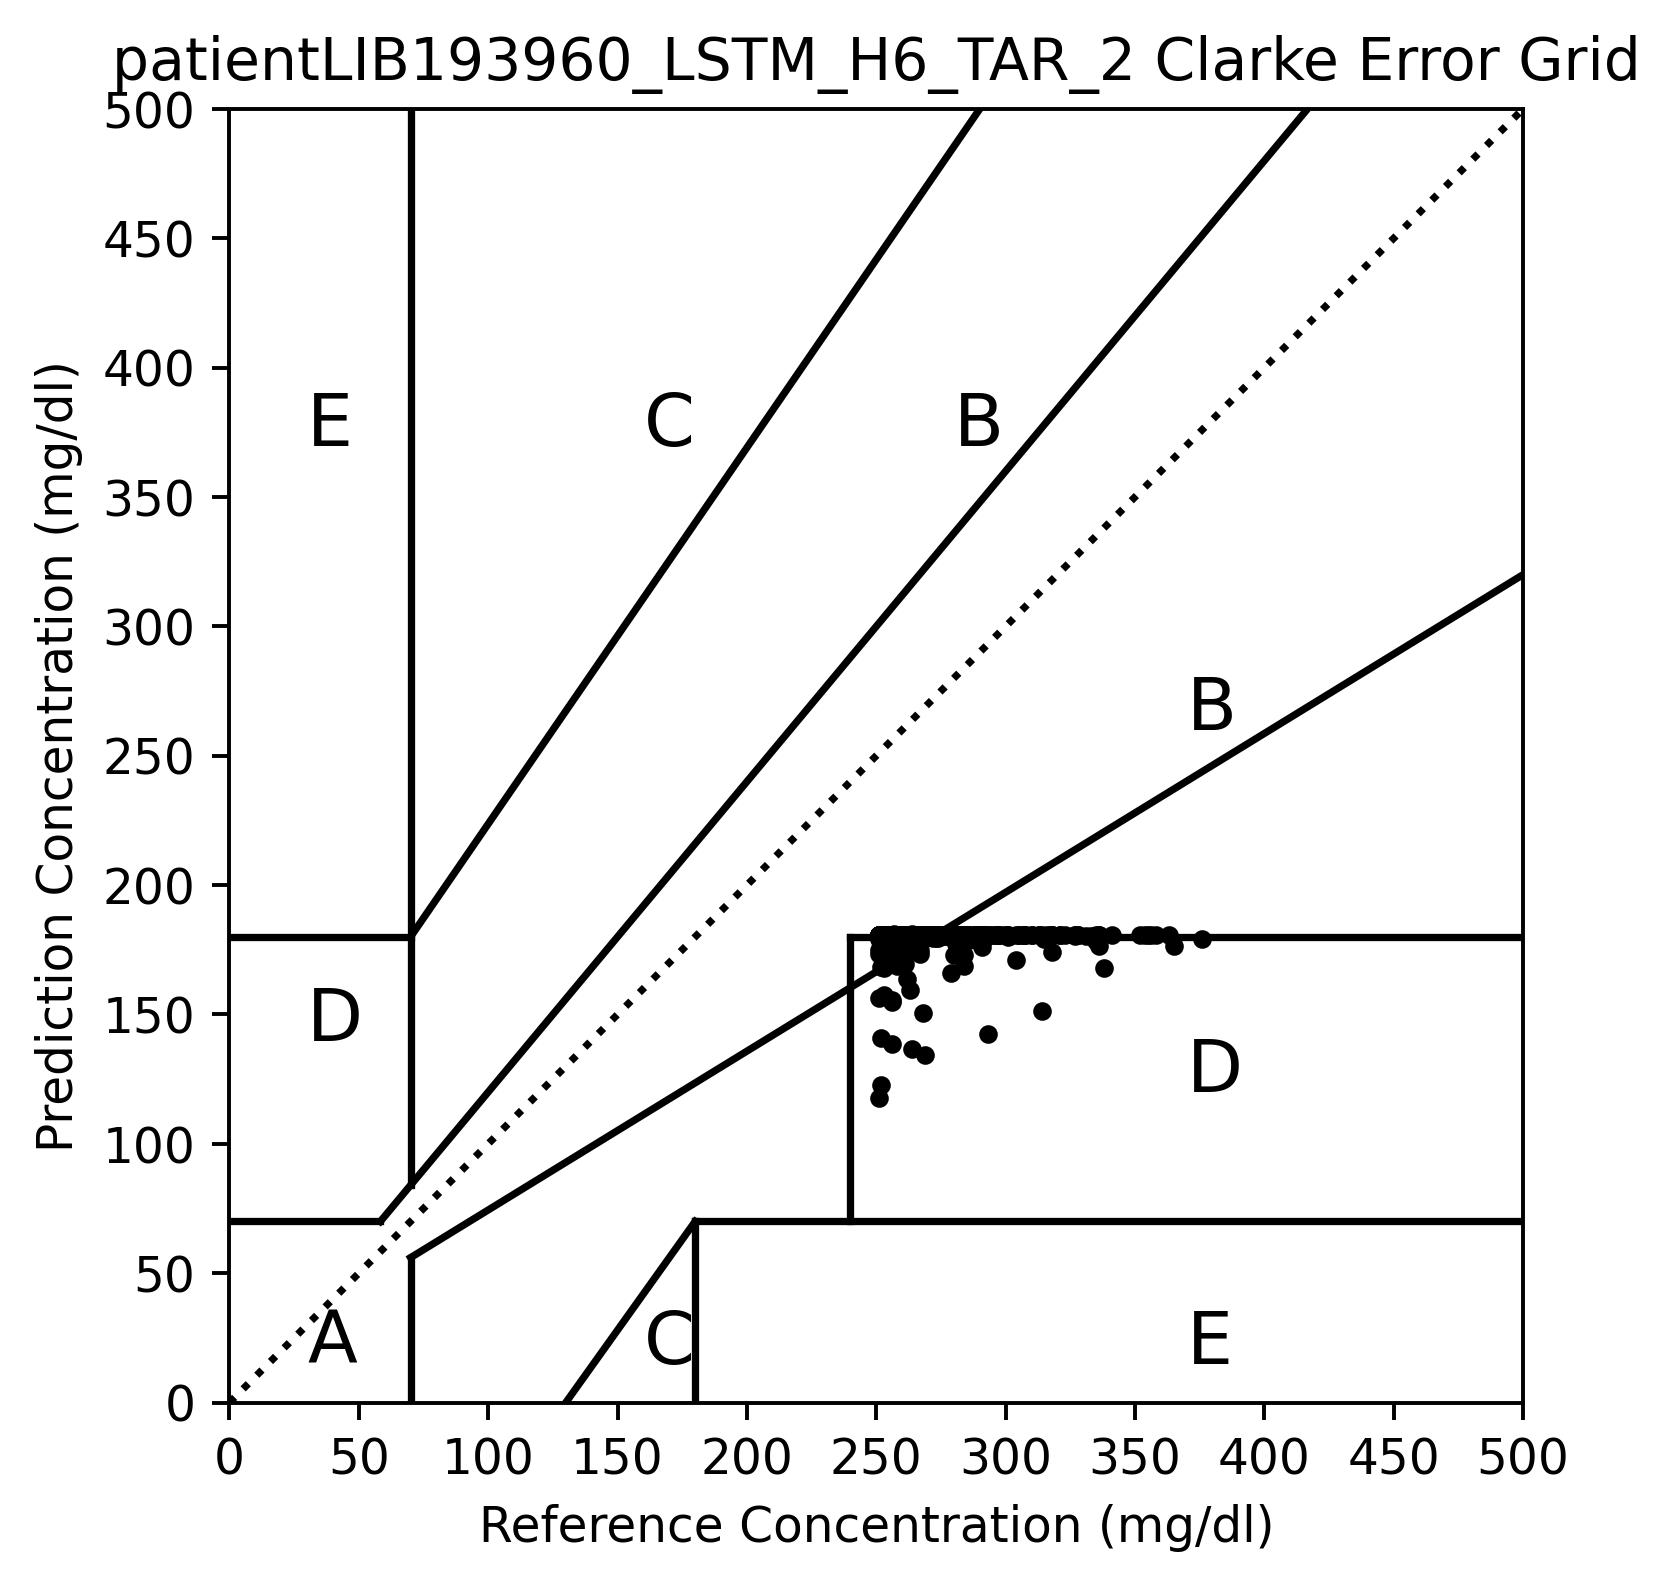 patientLIB193960_LSTM_H6_TAR_2 Clarke Error Grid
500
450
400
350
300
250
200
150
100
50
0
Prediction Concentration (mg/dl)
E
C
B
B
D
D
A
C
E
0 50 100 150 200 250 300 350 400 450 500
Reference Concentration (mg/dl)